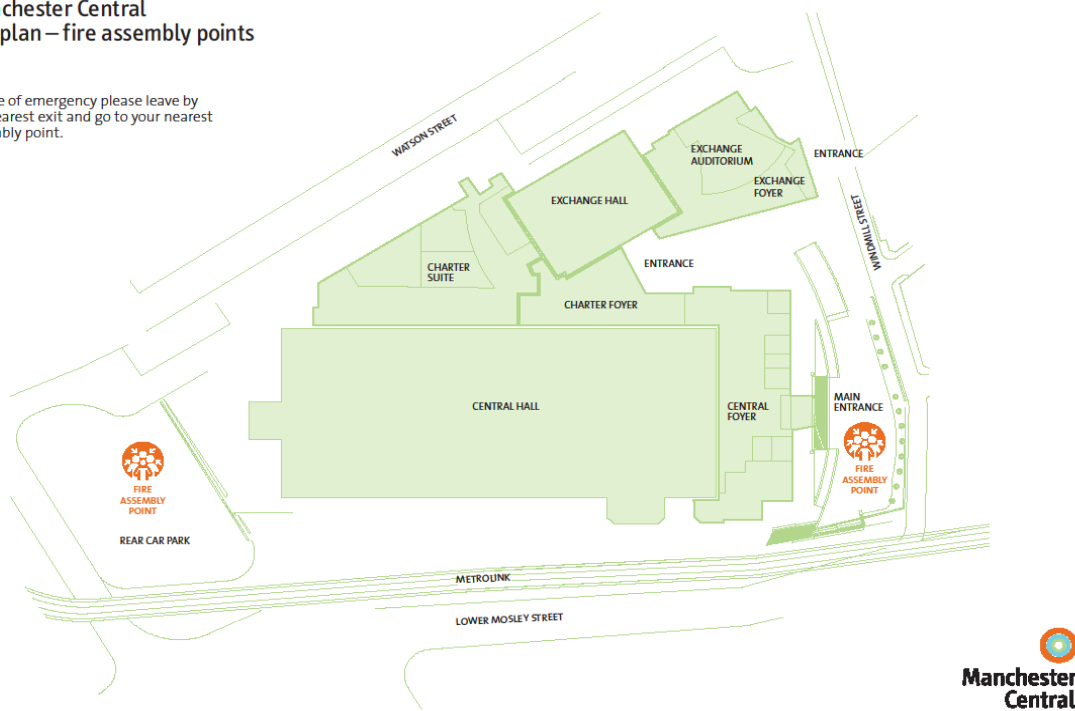 nchester Central
plan – fire assembly points
e of emergency please leave by
earest exit and go to your nearest
bly point.
WATSON STREET
EXCHANGE
AUDITORIUM
ENTRANCE
EXCHANGE
FOYER
EXCHANGE HALL
WINDMILL STREET
ENTRANCE
CHARTER
SUITE
CHARTER FOYER
CENTRAL HALL
CENTRAL
FOYER
MAIN
ENTRANCE
FIRE
ASSEMBLY
POINT
FIRE
ASSEMBLY
POINT
REAR CAR PARK
METROLINK
LOWER MOSLEY STREET
Manchester
Central